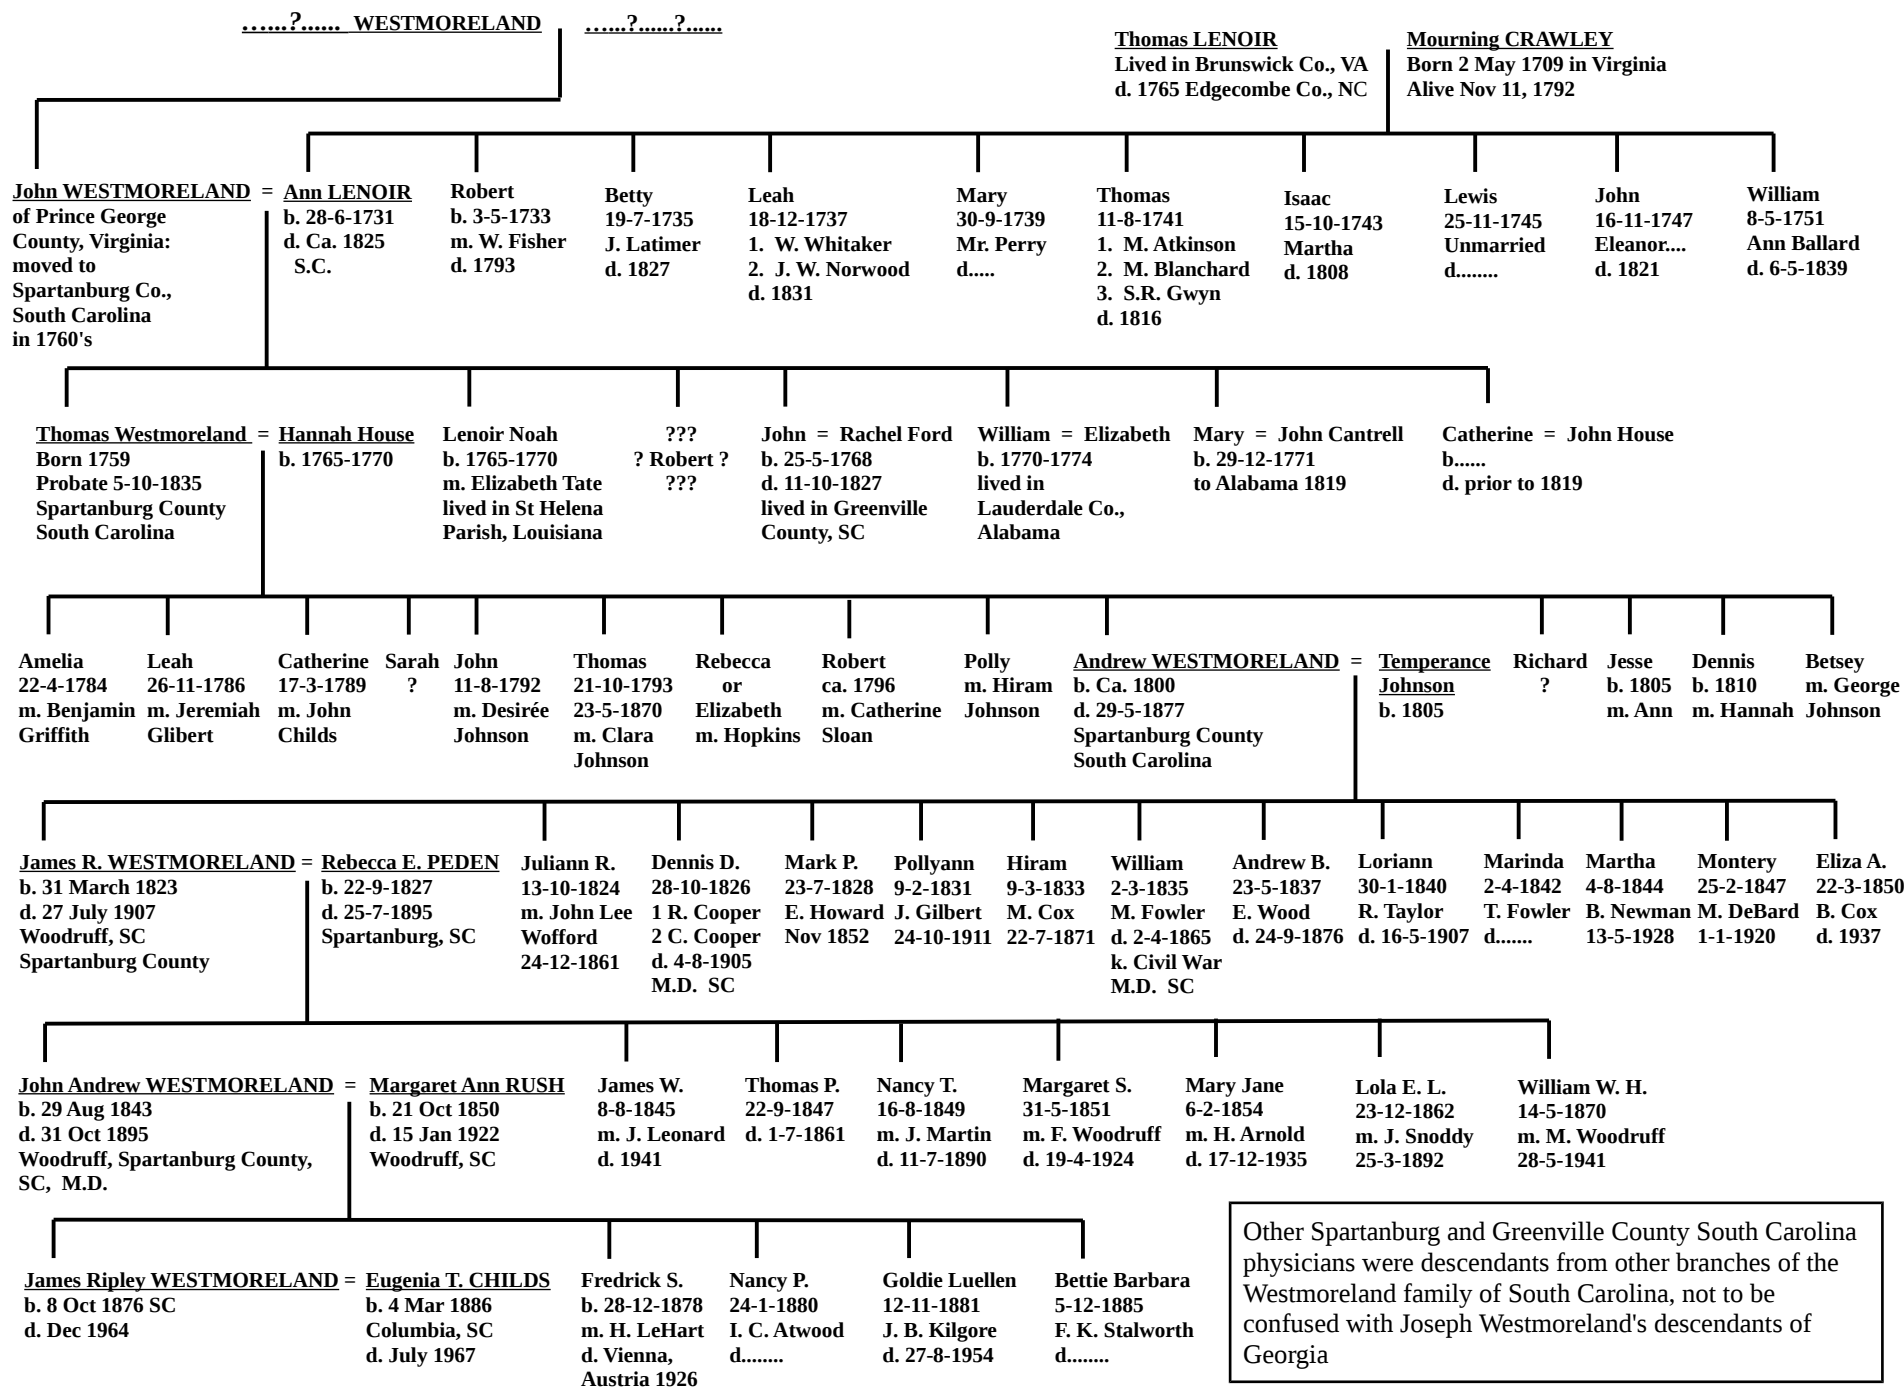 …...?...... WESTMORELAND
…...?......?......
Thomas LENOIR
Lived in Brunswick Co., VA
d. 1765 Edgecombe Co., NC
Mourning CRAWLEY
Born 2 May 1709 in Virginia
Alive Nov 11, 1792
John WESTMORELAND =
of Prince George
County, Virginia:
moved to
Spartanburg Co.,
South Carolina
in 1760's
Ann LENOIR
b. 28-6-1731
d. Ca. 1825
S.C.
Robert
b. 3-5-1733
m. W. Fisher
d. 1793
Betty
19-7-1735
J. Latimer
d. 1827
Leah
18-12-1737
1. W. Whitaker
2. J. W. Norwood
d. 1831
Mary
30-9-1739
Mr. Perry
d.....
Thomas
11-8-1741
1. M. Atkinson
2. M. Blanchard
3. S.R. Gwyn
d. 1816
Isaac
15-10-1743
Martha
d. 1808
Lewis
25-11-1745
Unmarried
d........
John
16-11-1747
Eleanor....
d. 1821
William
8-5-1751
Ann Ballard
d. 6-5-1839
Thomas Westmoreland =
Born 1759
Probate 5-10-1835
Spartanburg County
South Carolina
Hannah House
b. 1765-1770
Lenoir Noah
b. 1765-1770
m. Elizabeth Tate
lived in St Helena
Parish, Louisiana
???
? Robert ?
???
John = Rachel Ford
b. 25-5-1768
d. 11-10-1827
lived in Greenville
County, SC
William = Elizabeth
b. 1770-1774
lived in
Lauderdale Co.,
Alabama
Mary = John Cantrell
b. 29-12-1771
to Alabama 1819
Catherine = John House
b......
d. prior to 1819
Amelia
22-4-1784
m. Benjamin
Griffith
Leah
26-11-1786
m. Jeremiah
Glibert
Catherine
17-3-1789
m. John
Childs
Sarah
?
John
11-8-1792
m. Desirée
Johnson
Thomas
21-10-1793
23-5-1870
m. Clara
Johnson
Rebecca
or
Elizabeth
m. Hopkins
Robert
ca. 1796
m. Catherine
Sloan
Polly
m. Hiram
Johnson
Andrew WESTMORELAND =
b. Ca. 1800
d. 29-5-1877
Spartanburg County
South Carolina
Temperance
Johnson
b. 1805
Richard
?
Jesse
b. 1805
m. Ann
Dennis
b. 1810
m. Hannah
Betsey
m. George
Johnson
James R. WESTMORELAND =
b. 31 March 1823
d. 27 July 1907
Woodruff, SC
Spartanburg County
Rebecca E. PEDEN
b. 22-9-1827
d. 25-7-1895
Spartanburg, SC
Juliann R.
13-10-1824
m. John Lee
Wofford
24-12-1861
Dennis D.
28-10-1826
1 R. Cooper
2 C. Cooper
d. 4-8-1905
M.D. SC
Mark P.
23-7-1828
E. Howard
Nov 1852
Pollyann
9-2-1831
J. Gilbert
24-10-1911
Hiram
9-3-1833
M. Cox
22-7-1871
William
2-3-1835
M. Fowler
d. 2-4-1865
k. Civil War
M.D. SC
Andrew B.
23-5-1837
E. Wood
d. 24-9-1876
Loriann
30-1-1840
R. Taylor
d. 16-5-1907
Marinda
2-4-1842
T. Fowler
d.......
Martha
4-8-1844
B. Newman
13-5-1928
Montery
25-2-1847
M. DeBard
1-1-1920
Eliza A.
22-3-1850
B. Cox
d. 1937
John Andrew WESTMORELAND =
b. 29 Aug 1843
d. 31 Oct 1895
Woodruff, Spartanburg County,
SC, M.D.
Margaret Ann RUSH
b. 21 Oct 1850
d. 15 Jan 1922
Woodruff, SC
James W.
8-8-1845
m. J. Leonard
d. 1941
Thomas P.
22-9-1847
d. 1-7-1861
Nancy T.
16-8-1849
m. J. Martin
d. 11-7-1890
Margaret S.
31-5-1851
m. F. Woodruff
d. 19-4-1924
Mary Jane
6-2-1854
m. H. Arnold
d. 17-12-1935
Lola E. L.
23-12-1862
m. J. Snoddy
25-3-1892
William W. H.
14-5-1870
m. M. Woodruff
28-5-1941
James Ripley WESTMORELAND =
b. 8 Oct 1876 SC
d. Dec 1964
Eugenia T. CHILDS
b. 4 Mar 1886
Columbia, SC
d. July 1967
Fredrick S.
b. 28-12-1878
m. H. LeHart
d. Vienna,
Austria 1926
Nancy P.
24-1-1880
I. C. Atwood
d........
Goldie Luellen
12-11-1881
J. B. Kilgore
d. 27-8-1954
Bettie Barbara
5-12-1885
F. K. Stalworth
d........
Other Spartanburg and Greenville County South Carolina
physicians were descendants from other branches of the
Westmoreland family of South Carolina, not to be
confused with Joseph Westmoreland's descendants of
Georgia